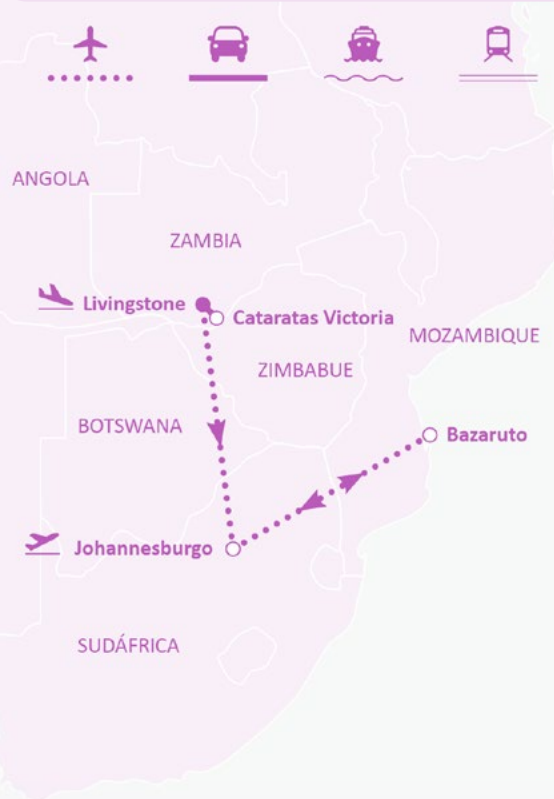 ANGOLA
ZAMBIA
Livingstone
Cataratas Victoria
MOZAMBIQUE
ZIMBABUE
BOTSWANA
Bazaruto
Johannesburgo
SUDÁFRICA